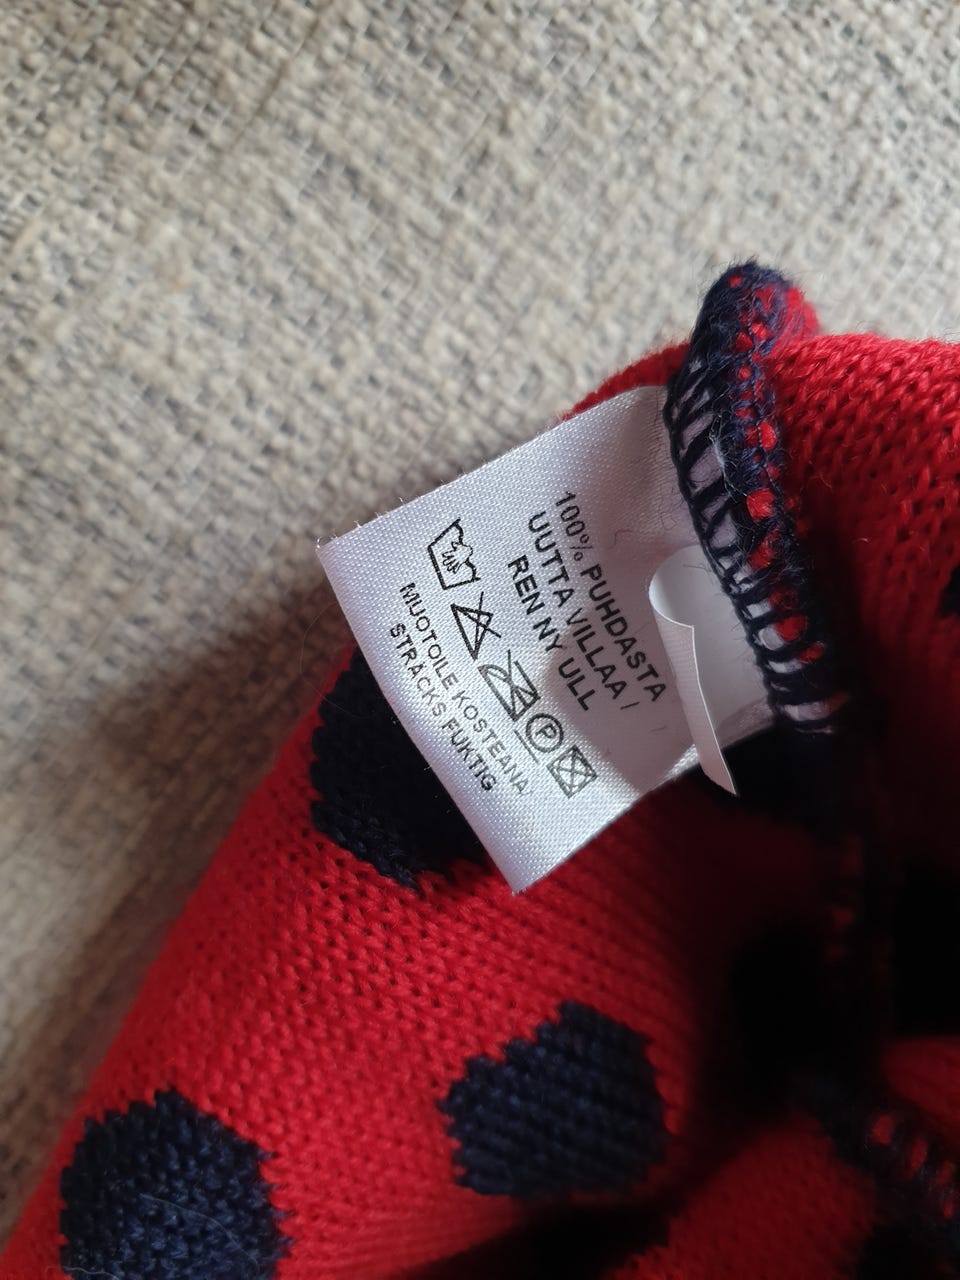 100% PUHDASTA
UUTTA VILLAA /
REN NY ULL
P
MUOTOILE KOSTEANA
STRÄCKS FUKTIG